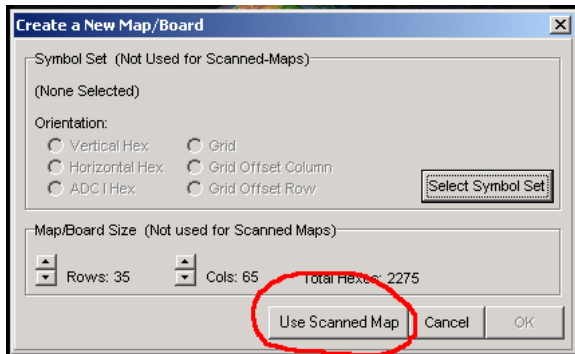 Create a New Map/Board
Symbol Set (Not Used for Scanned-Maps)
(None Selected)
Orientation:
Vertical Hex Grid
Horizontal Hex Grid Offset Column
ADC I Hex Grid Offset Row
Select Symbol Set
Map/Board Size (Not used for Scanned Maps)
Rows: 35 Cols: 65 Total Hexes: 2275
Use Scanned Map Cancel OK